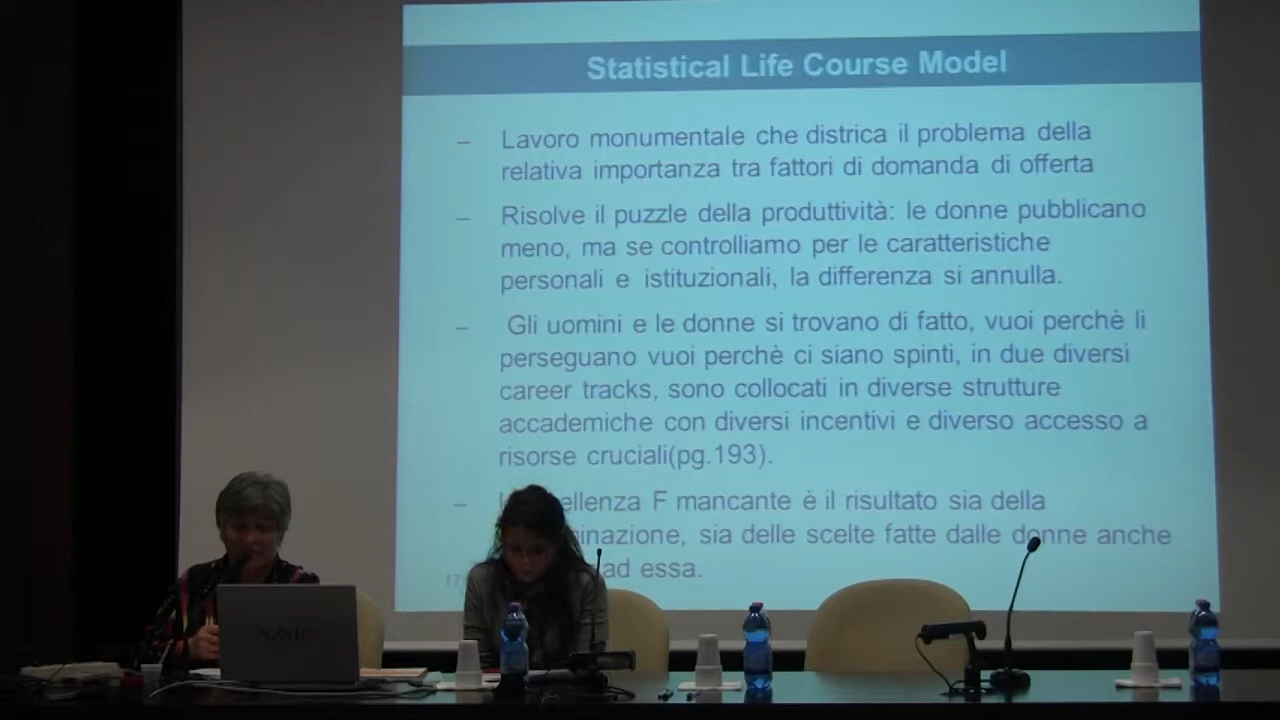 Statistical Life Course Model
– Lavoro monumentale che districa il problema della
relativa importanza tra fattori di domanda di offerta
– Risolve il puzzle della produttività: le donne pubblicano
meno, ma se controlliamo per le caratteristiche
personali e istituzionali, la differenza si annulla.
– Gli uomini e le donne si trovano di fatto, vuoi perchè li
perseguano vuoi perchè ci siano spinti, in due diversi
career tracks, sono collocati in diverse strutture
accademiche con diversi incentivi e diverso accesso a
risorse cruciali(pg.193).
– ellenza F mancante è il risultato sia della
inazione, sia delle scelte fatte dalle donne anche
ad essa.
17
VAIO